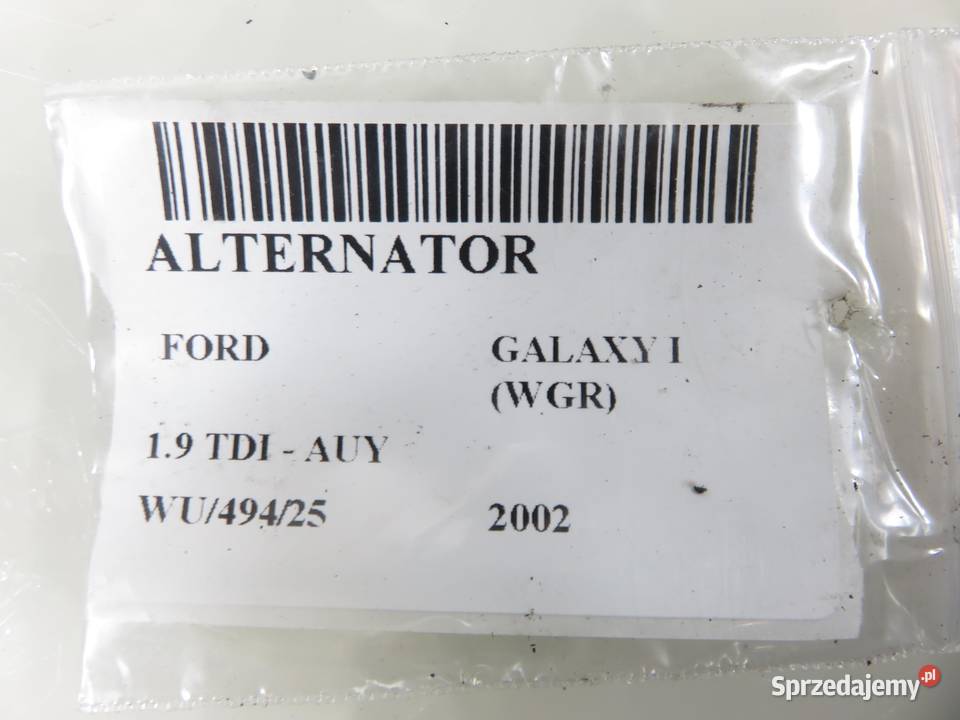 ALTERNATOR
FORD GALAXY I
(WGR)
1.9 TDI - AUY
WU/494/25 2002
Sprzedajemy.pl